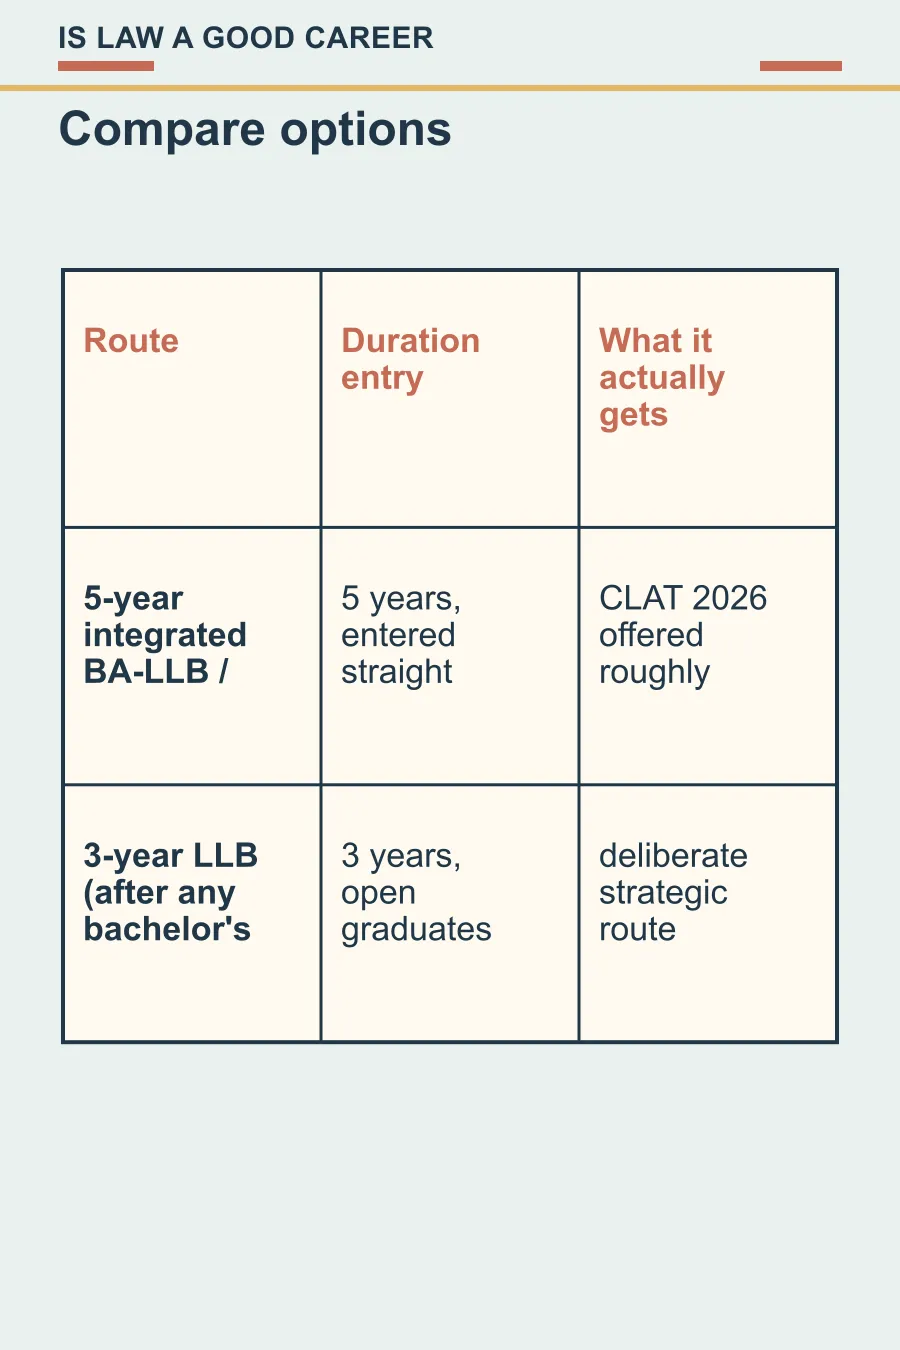 IS LAW A GOOD CAREER
Compare options
Route
Duration
entry
What it
actually
gets
5-year
integrated
BA-LLB /
5 years,
entered
straight
CLAT 2026
offered
roughly
3-year LLB
(after any
bachelor's
3 years,
open
graduates
deliberate
strategic
route